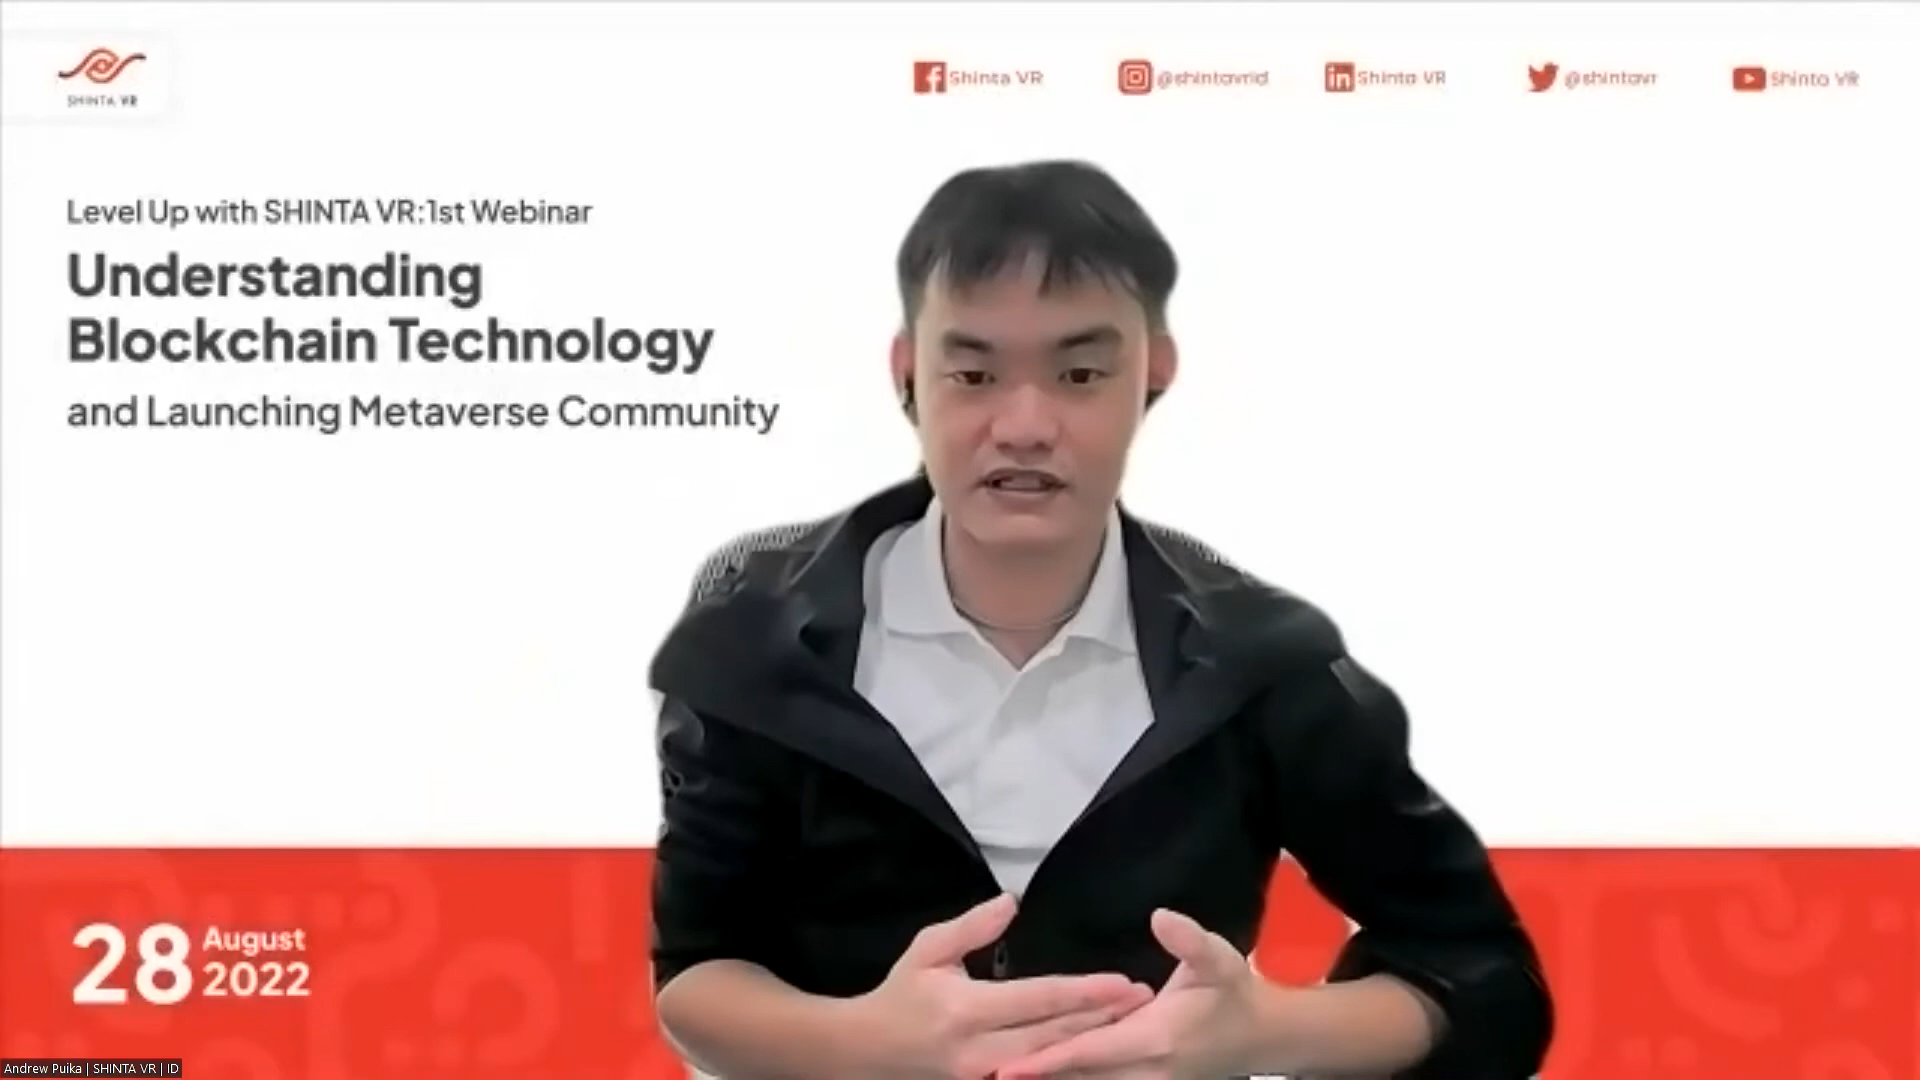 SHINTA VR
Shinta VR
@shintavrid
Shinta VR
@shintavr
Shinta VR
Level Up with SHINTA VR:1st Webinar
Understanding
Blockchain Technology
and Launching Metaverse Community
28 August
2022
Andrew Puika | SHINTA VR | ID